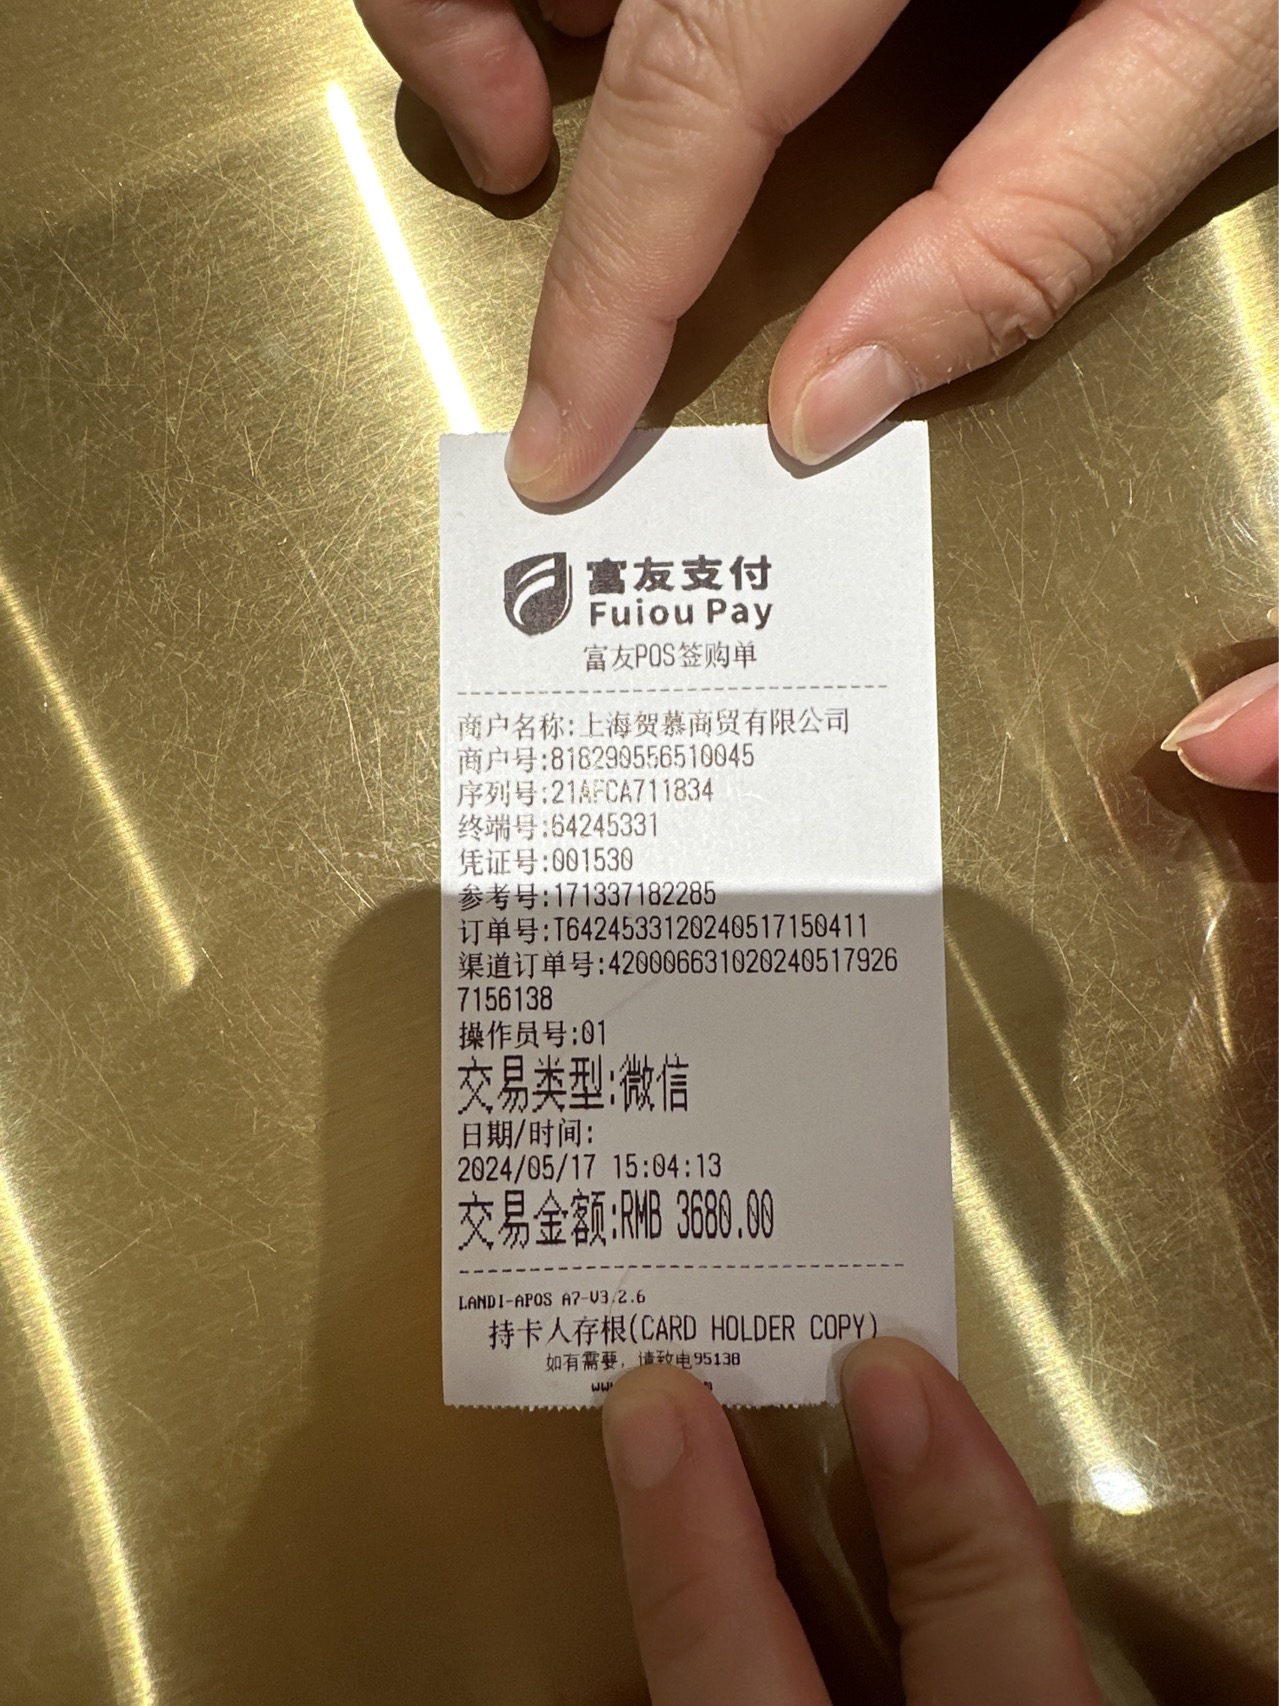 富友支付
Fuiou Pay
富友POS签购单
商户名称:上海贺慕商贸有限公司
商户号:818290556510045
序列号:21AFCA711834
终端号:64245331
凭证号:001530
参考号:171337182285
订单号:T6424533120240517150411
渠道订单号:420006631020240517926
7156138
操作员号:01
交易类型:微信
日期/时间:
2024/05/17 15:04:13
交易金额:RMB 3680.00
LANDI-APOS A7-V3.2.6
持卡人存根(CARD HOLDER COPY)
如有需要，请致电95138